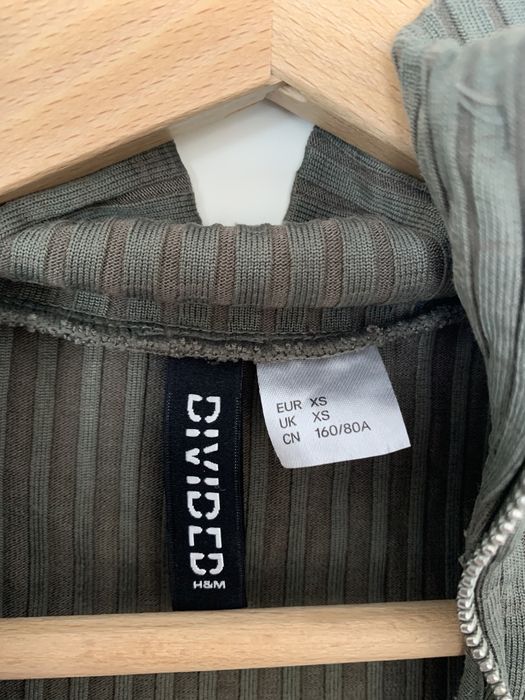 DIVIDED
H&M
EUR XS
UK XS
CN 160/80A